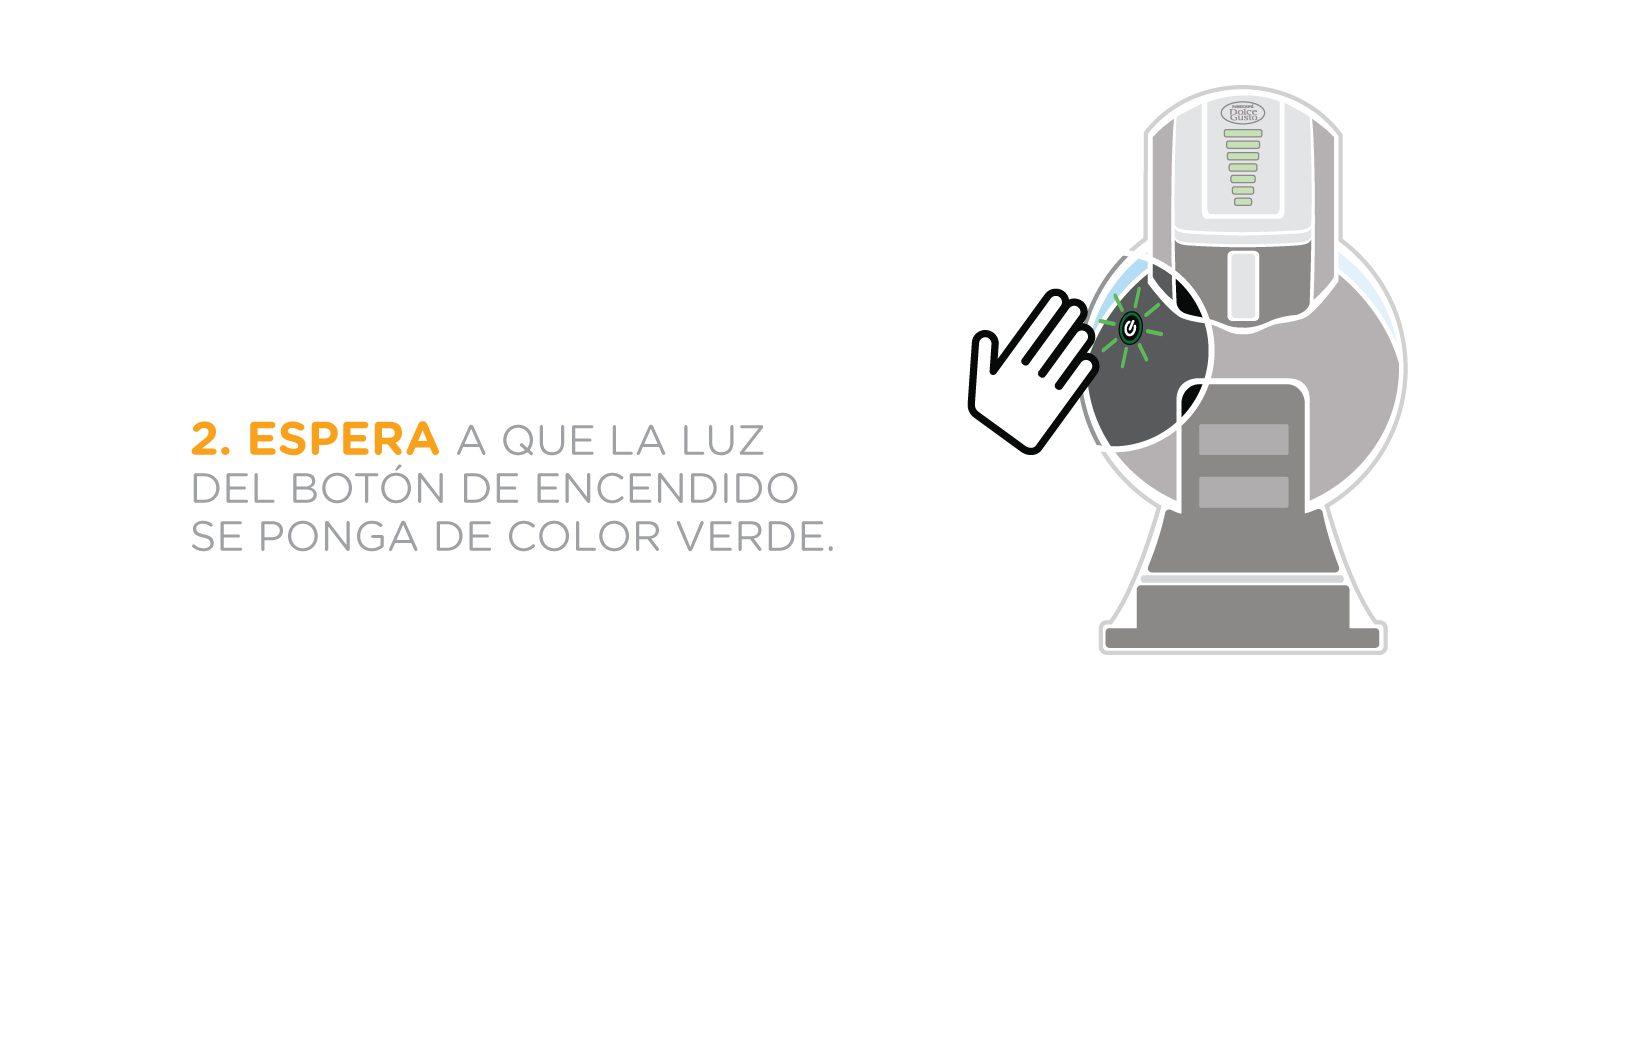 NESCAFÉ
Dolce
Gusto
2. ESPERA A QUE LA LUZ
DEL BOTÓN DE ENCENDIDO
SE PONGA DE COLOR VERDE.